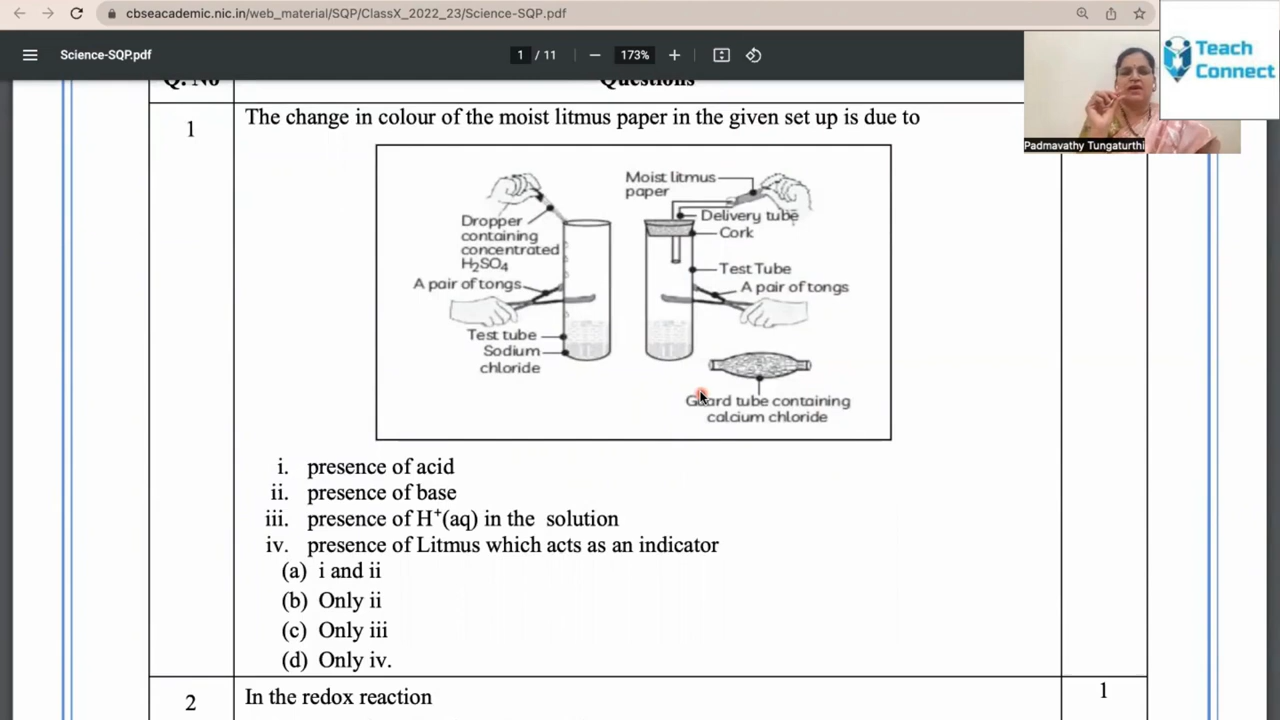 cbseacademic.nic.in/web_material/SQP/ClassX_2022_23/Science-SQP.pdf
Teach
Connect
Science-SQP.pdf
1 / 11
173%
Padmavathy Tungaturthi
Q. No
Questions
1
The change in colour of the moist litmus paper in the given set up is due to
Moist litmus
paper
Dropper
containing
concentrated
H₂SO₄
A pair of tongs
Test tube
Sodium
chloride
Delivery tube
Cork
Test Tube
A pair of tongs
Guard tube containing
calcium chloride
i. presence of acid
ii. presence of base
iii. presence of H⁺(aq) in the solution
iv. presence of Litmus which acts as an indicator
(a) i and ii
(b) Only ii
(c) Only iii
(d) Only iv.
2
In the redox reaction
1